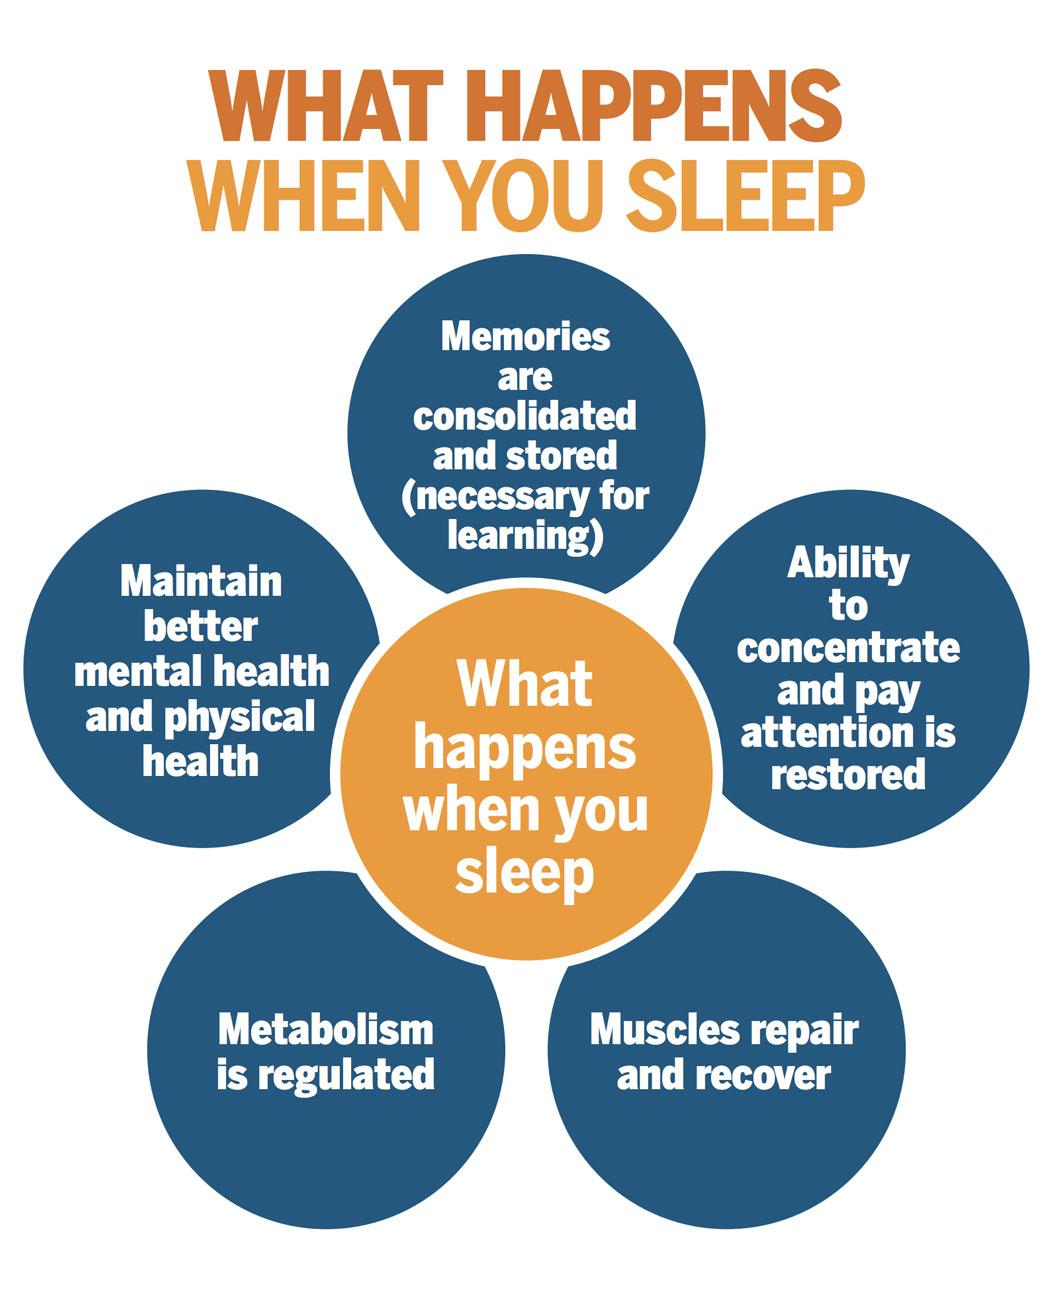 WHAT HAPPENS
WHEN YOU SLEEP
Memories
are
consolidated
and stored
(necessary for
learning)
Ability
to
concentrate
and pay
attention is
restored
Muscles repair
and recover
Metabolism
is regulated
Maintain
better
mental health
and physical
health
What
happens
when you
sleep